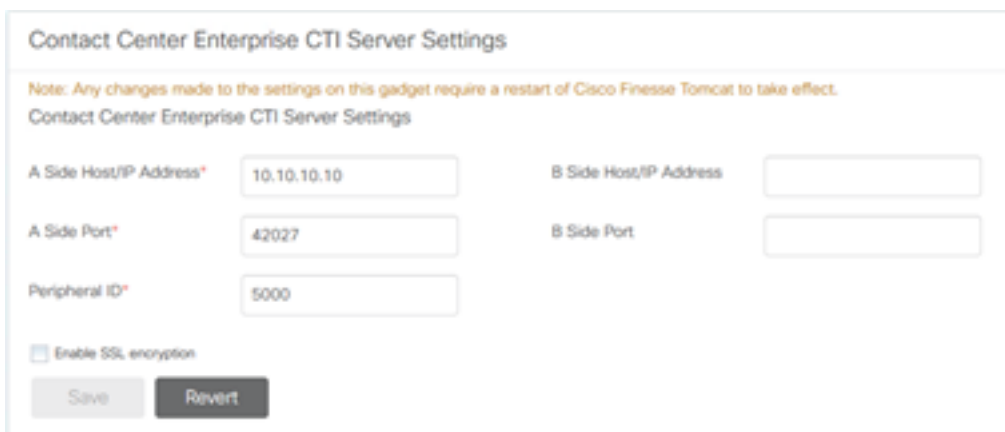 Contact Center Enterprise CTI Server Settings
Note: Any changes made to the settings on this gadget require a restart of Cisco Finesse Tomcat to take effect.
Contact Center Enterprise CTI Server Settings
A Side Host/IP Address* 10.10.10.10 B Side Host/IP Address
A Side Port* 42027 B Side Port
Peripheral ID* 5000
Enable SSL encryption
Save Revert